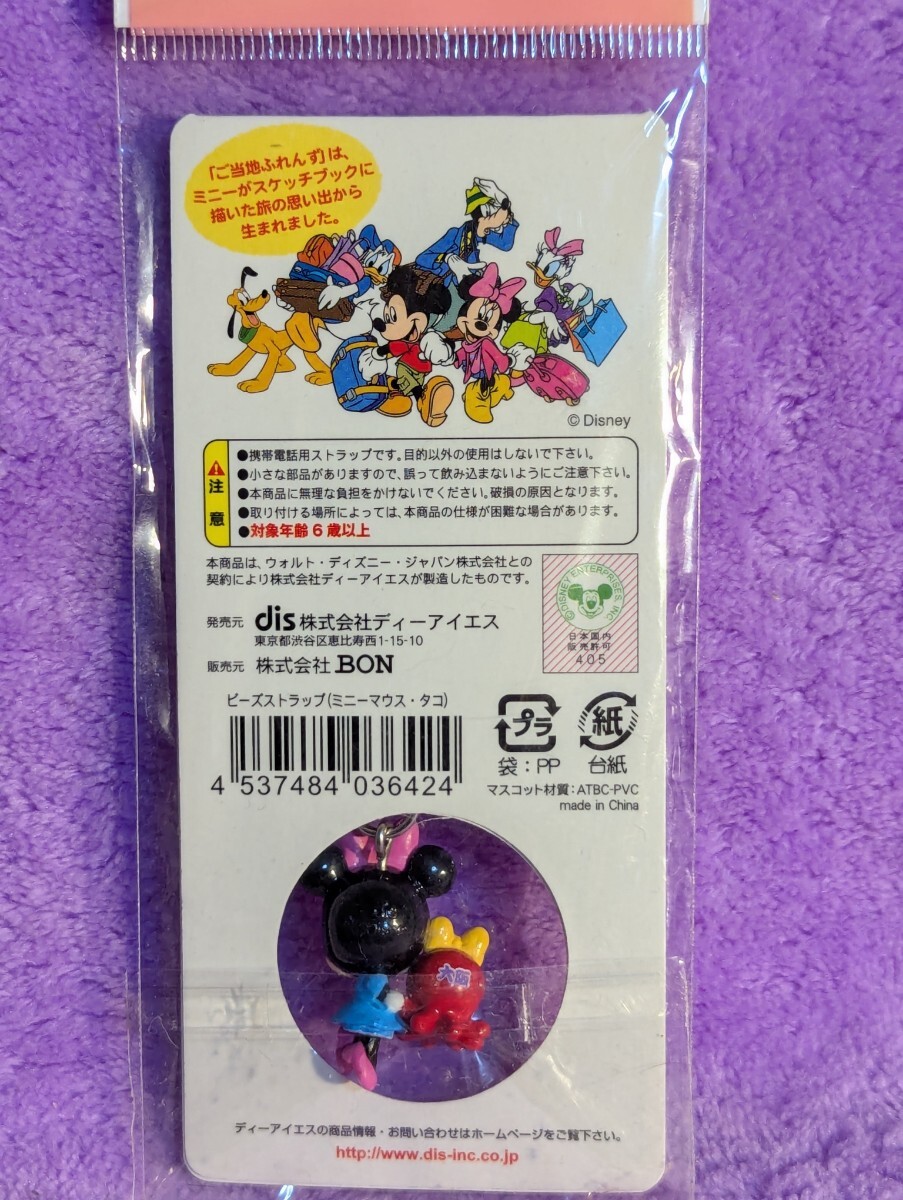 「ご当地ふれんず」は、
ミニーがスケッチブックに
描いた旅の思い出から
生まれました。
© Disney
注意
●携帯電話用ストラップです。目的以外の使用はしないで下さい。
●小さな部品がありますので、誤って飲み込まないようにご注意下さい。
●本商品に無理な負担をかけないでください。破損の原因となります。
●取り付ける場所によっては、本商品の仕様が困難な場合があります。
●対象年齢6歳以上
本商品は、ウォルト・ディズニー・ジャパン株式会社との
契約により株式会社ディーアイエスが製造したものです。
©DISNEY ENTERPRISES, INC
日本国内
販売許可
405
発売元 dis 株式会社ディーアイエス
東京都渋谷区恵比寿西1-15-10
販売元 株式会社 BON
ビーズストラップ(ミニーマウス・タコ)
4 537484 036424
プラ
袋：PP
紙
台紙
マスコット材質：ATBC-PVC
made in China
大阪
ディーアイエスの商品情報・お問い合わせはホームページをご覧下さい。
http://www.dis-inc.co.jp